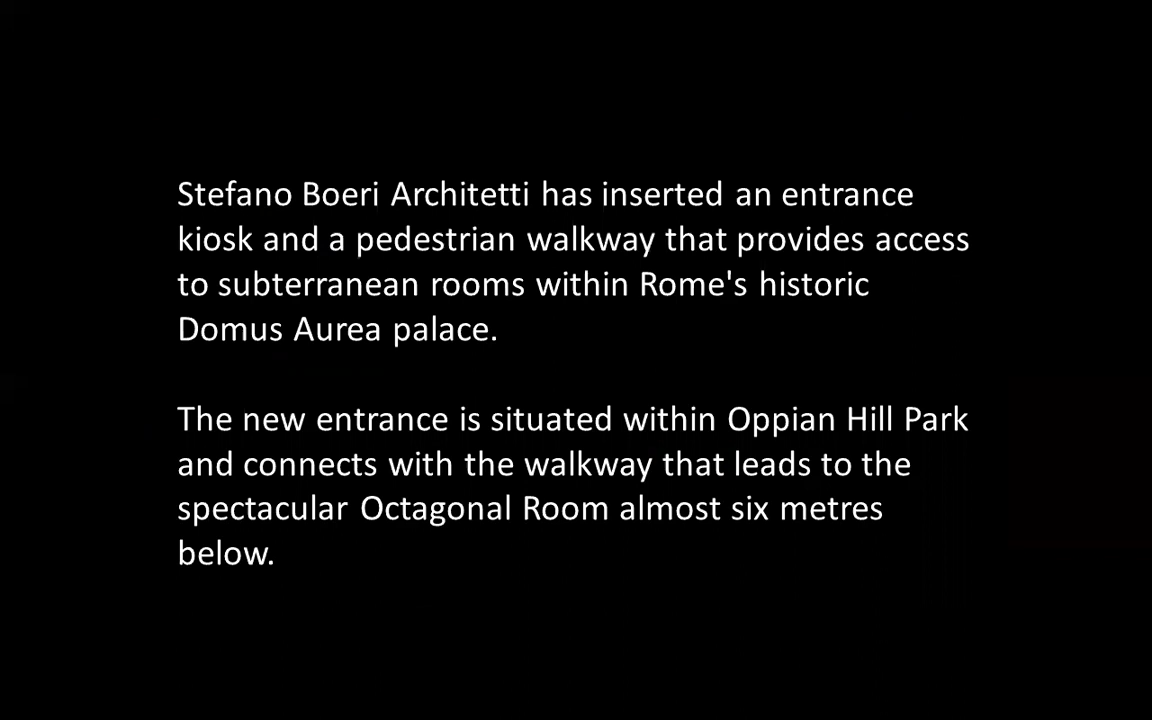 Stefano Boeri Architetti has inserted an entrance
kiosk and a pedestrian walkway that provides access
to subterranean rooms within Rome's historic
Domus Aurea palace.
The new entrance is situated within Oppian Hill Park
and connects with the walkway that leads to the
spectacular Octagonal Room almost six metres
below.